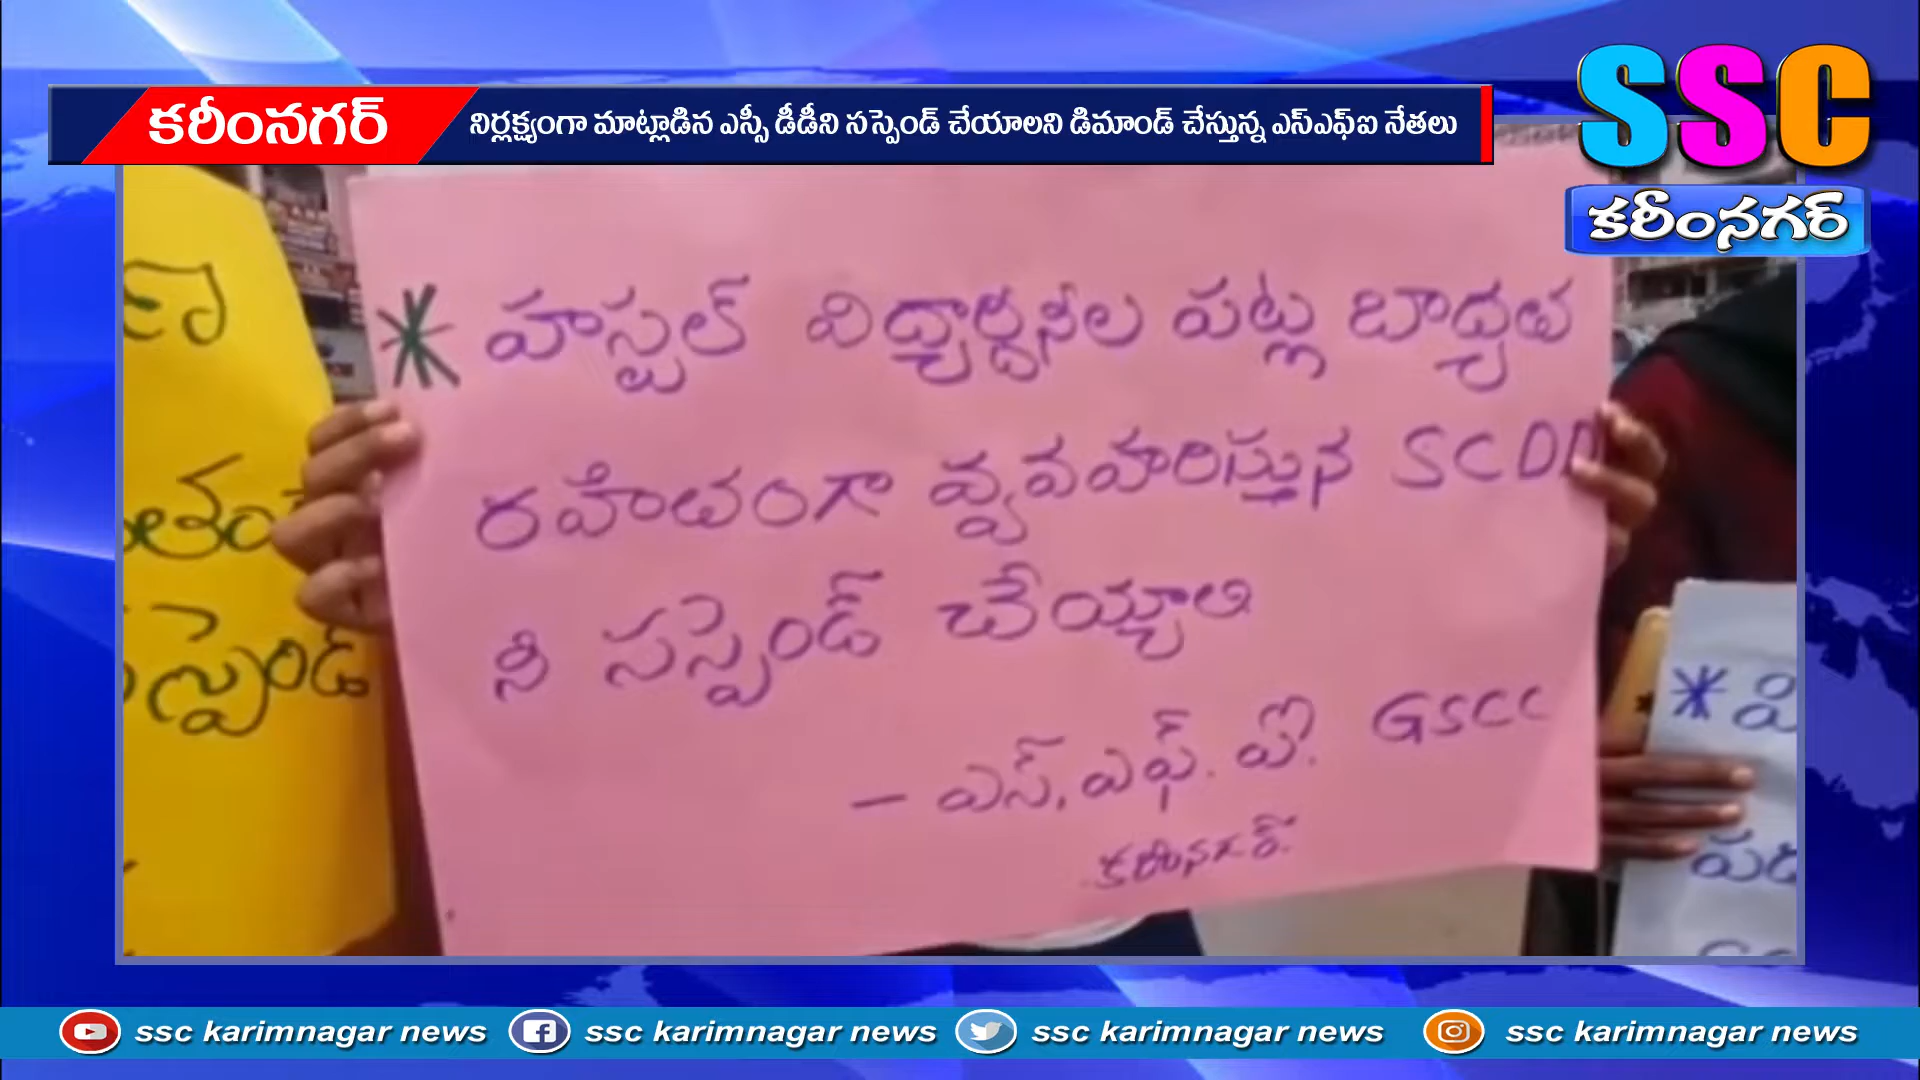 SSC
కరీంనగర్
కరీంనగర్ నిర్లక్ష్యంగా మాట్లాడిన ఎస్సీ డీడీని సస్పెండ్ చేయాలని డిమాండ్ చేస్తున్న ఎస్ఎఫ్ఐ నేతలు
* హాస్టల్ విద్యార్థినీల పట్ల బాధ్యత
రహితంగా వ్వవహరిస్తున SCDD
నీ సస్పెండ్ చేయ్యాలి
- ఎస్.ఎఫ్.ఐ. GSCC
కరీంనగర్.
స్పెండ్
ssc karimnagar news ssc karimnagar news ssc karimnagar news ssc karimnagar news